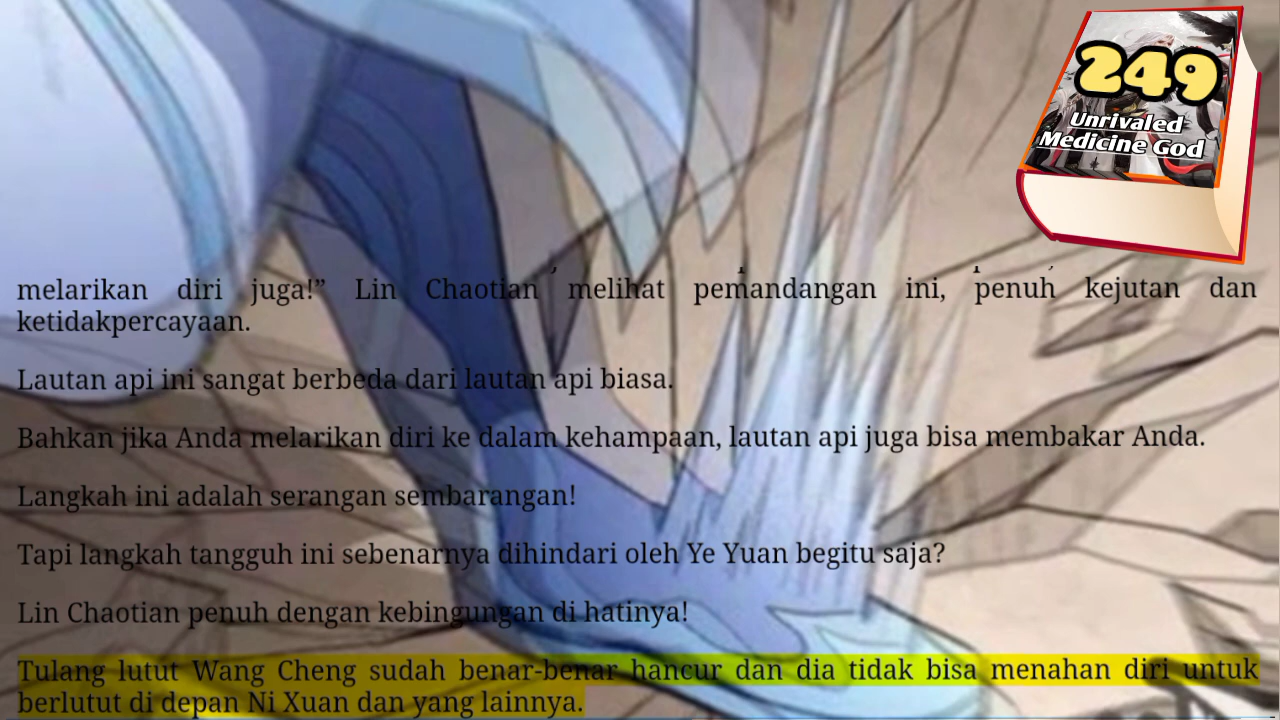 249
Unrivaled
Medicine God
melarikan diri juga!” Lin Chaotian melihat pemandangan ini, penuh kejutan dan
ketidakpercayaan.
Lautan api ini sangat berbeda dari lautan api biasa.
Bahkan jika Anda melarikan diri ke dalam kehampaan, lautan api juga bisa membakar Anda.
Langkah ini adalah serangan sembarangan!
Tapi langkah tangguh ini sebenarnya dihindari oleh Ye Yuan begitu saja?
Lin Chaotian penuh dengan kebingungan di hatinya!
Tulang lutut Wang Cheng sudah benar-benar hancur dan dia tidak bisa menahan diri untuk
berlutut di depan Ni Xuan dan yang lainnya.